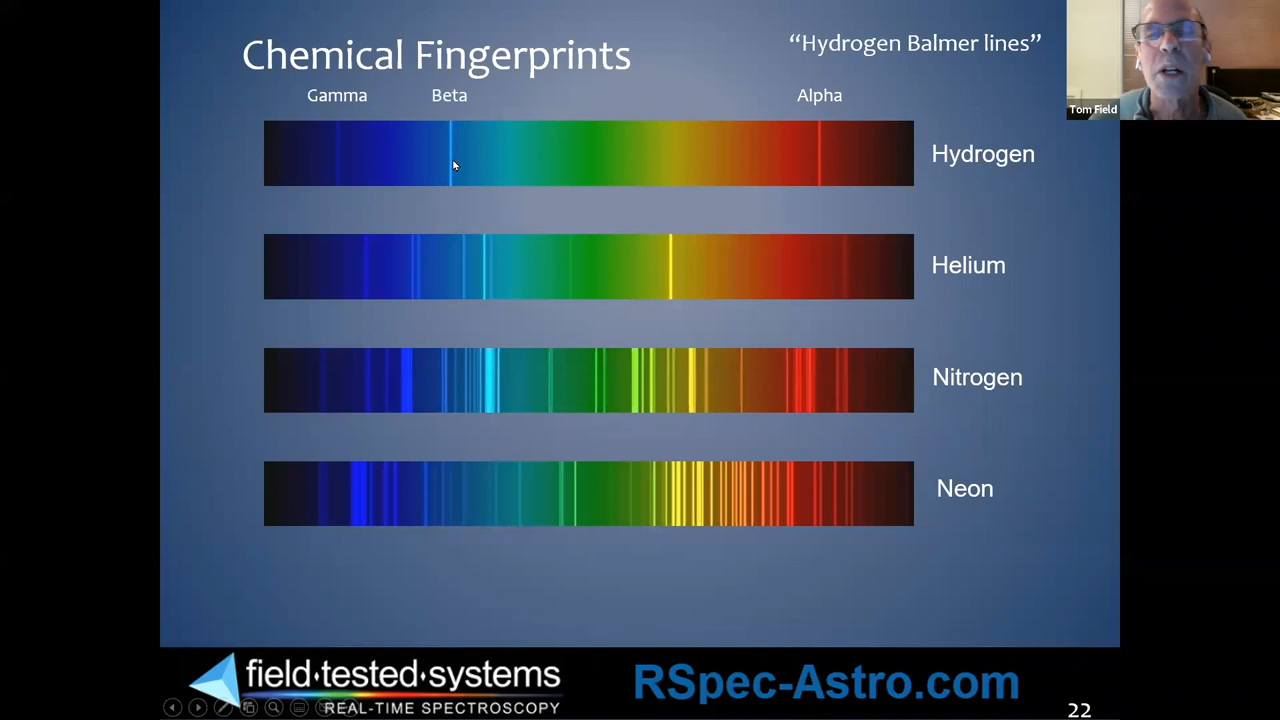 Chemical Fingerprints
“Hydrogen Balmer lines”
Tom Field
Gamma
Beta
Alpha
Hydrogen
Helium
Nitrogen
Neon
field·tested·systems
REAL-TIME SPECTROSCOPY
RSpec-Astro.com
22